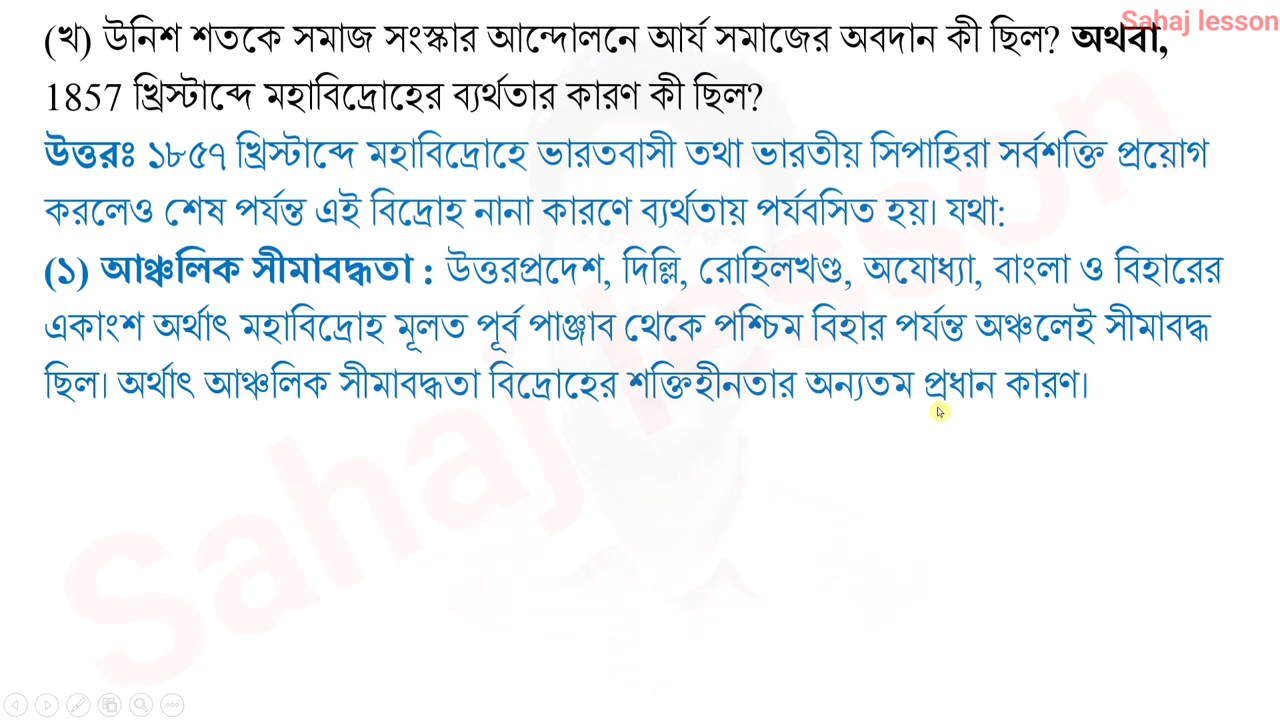 Sahaj lesson
(খ) উনিশ শতকে সমাজ সংস্কার আন্দোলনে আর্য সমাজের অবদান কী ছিল? অথবা,
1857 খ্রিস্টাব্দে মহাবিদ্রোহের ব্যর্থতার কারণ কী ছিল?
উত্তরঃ ১৮৫৭ খ্রিস্টাব্দে মহাবিদ্রোহে ভারতবাসী তথা ভারতীয় সিপাহিরা সর্বশক্তি প্রয়োগ
করলেও শেষ পর্যন্ত এই বিদ্রোহ নানা কারণে ব্যর্থতায় পর্যবসিত হয়। যথা:
(১) আঞ্চলিক সীমাবদ্ধতা : উত্তরপ্রদেশ, দিল্লি, রোহিলখণ্ড, অযোধ্যা, বাংলা ও বিহারের
একাংশ অর্থাৎ মহাবিদ্রোহ মূলত পূর্ব পাঞ্জাব থেকে পশ্চিম বিহার পর্যন্ত অঞ্চলেই সীমাবদ্ধ
ছিল। অর্থাৎ আঞ্চলিক সীমাবদ্ধতা বিদ্রোহের শক্তিহীনতার অন্যতম প্রধান কারণ।
Sahaj lesson